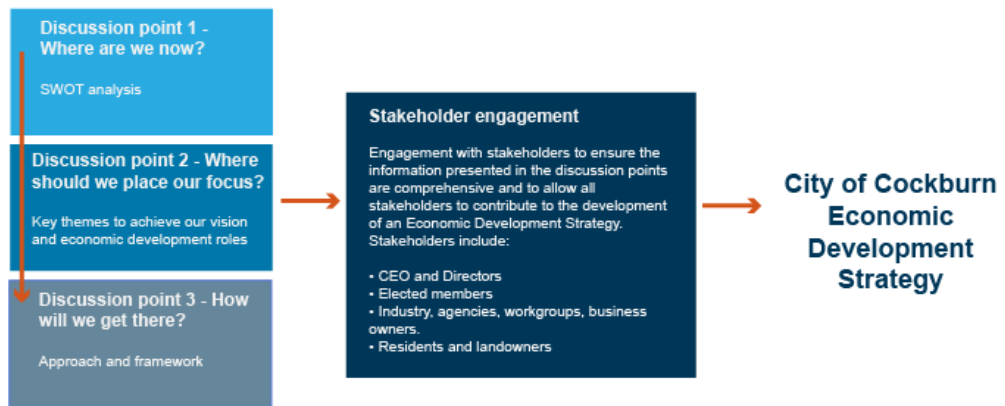 Discussion point 1 -
Where are we now?
SWOT analysis
Discussion point 2 - Where
should we place our focus?
Key themes to achieve our vision
and economic development roles
Discussion point 3 - How
will we get there?
Approach and framework
Stakeholder engagement
Engagement with stakeholders to ensure the
information presented in the discussion points
are comprehensive and to allow all
stakeholders to contribute to the development
of an Economic Development Strategy.
Stakeholders include:
• CEO and Directors
• Elected members
• Industry, agencies, workgroups, business
owners.
• Residents and landowners
City of Cockburn
Economic
Development
Strategy